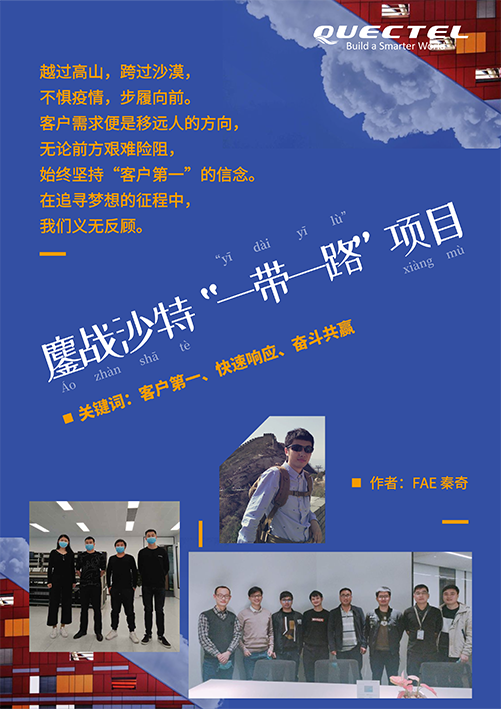 QUECTEL
Build a Smarter World
越过高山，跨过沙漠，
不惧疫情，步履向前。
客户需求便是移远人的方向，
无论前方艰难险阻，
始终坚持“客户第一”的信念。
在追寻梦想的征程中，
我们义无反顾。
“yī dài yī lù” xiàng mù
鏖战沙特“一带一路”项目
Áo zhàn shā tè
关键词：客户第一、快速响应、奋斗共赢
作者：FAE 秦奇